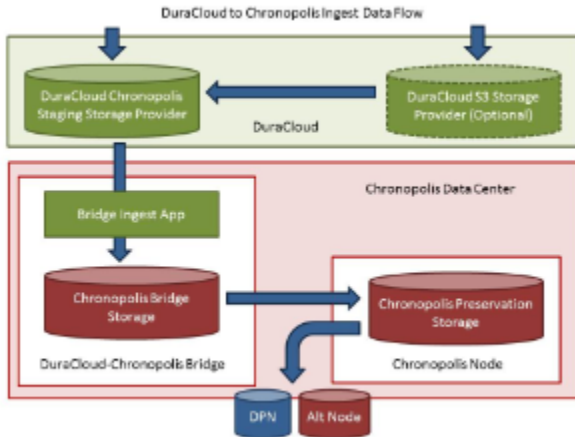 DuraCloud to Chronopolis Ingest Data Flow
DuraCloud Chronopolis
Staging Storage Provider
DuraCloud S3 Storage
Provider (Optional)
DuraCloud
Chronopolis Data Center
Bridge Ingest App
Chronopolis Bridge
Storage
Chronopolis Preservation
Storage
DuraCloud-Chronopolis Bridge
Chronopolis Node
DPN
Alt Node